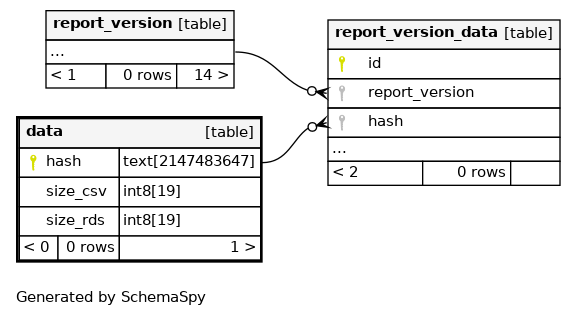 report_version [table]
...
< 1 0 rows 14 >
data [table]
hash text[2147483647]
size_csv int8[19]
size_rds int8[19]
< 0 0 rows 1 >
report_version_data [table]
id
report_version
hash
...
< 2 0 rows
Generated by SchemaSpy